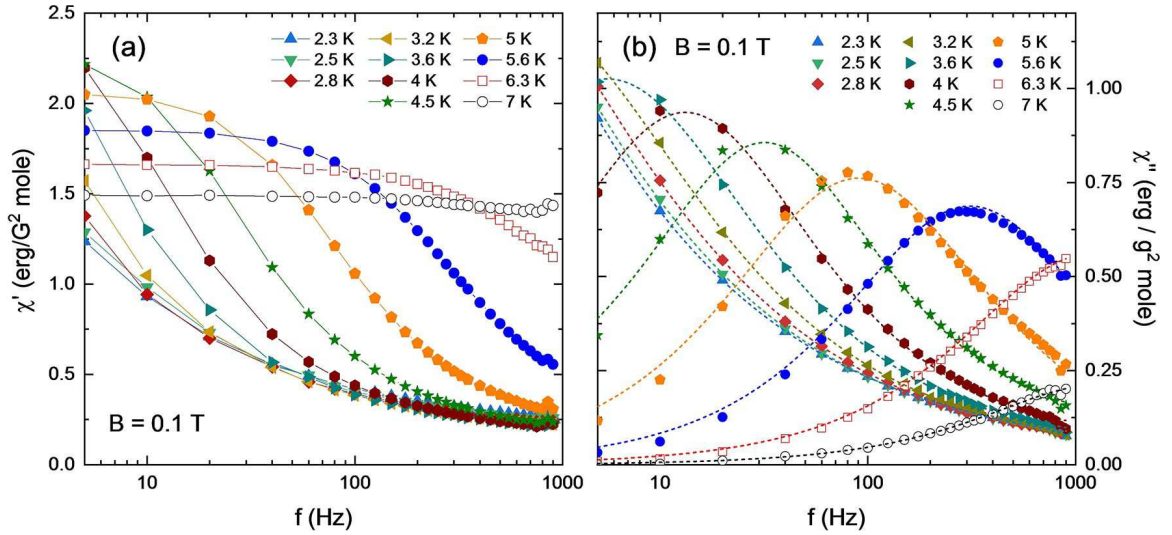 (a)
2.3 K 3.2 K 5 K
2.5 K 3.6 K 5.6 K
2.8 K 4 K 6.3 K
4.5 K 7 K
2.5
2.0
1.5
1.0
0.5
0.0
χ' (erg/G² mole)
B = 0.1 T
10 100 1000
f (Hz)
(b) B = 0.1 T
2.3 K 3.2 K 5 K
2.5 K 3.6 K 5.6 K
2.8 K 4 K 6.3 K
4.5 K 7 K
1.00
0.75
0.50
0.25
0.00
χ'' (erg / g² mole)
10 100 1000
f (Hz)